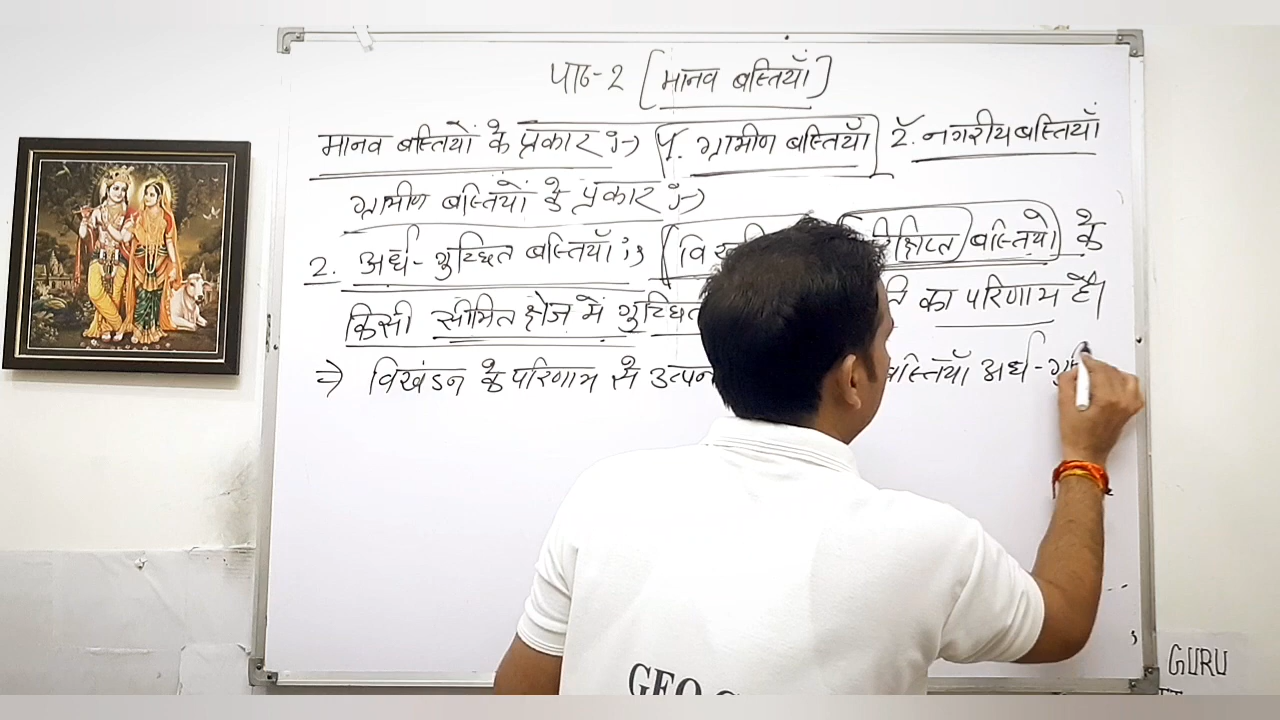 पाठ-2 [मानव बस्तियाँ]
मानव बस्तियों के प्रकार :-> 1. ग्रामीण बस्तियाँ 2. नगरीय बस्तियाँ
ग्रामीण बस्तियों के प्रकार :->
2. अर्ध-गुच्छित बस्तियाँ :> बस्तियों के
किसी सीमित क्षेत्र में गुच्छित का परिणाम है।
=> विखंडन के परिणाम से उत्पन बस्तियाँ अर्ध-गु
GEO
GURU